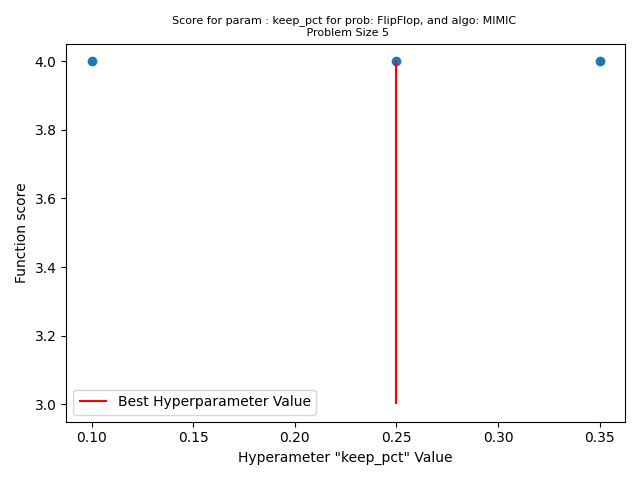 Score for param : keep_pct for prob: FlipFlop, and algo: MIMIC
Problem Size 5
4.0
3.8
3.6
3.4
3.2
3.0
Function score
Best Hyperparameter Value
0.10
0.15
0.20
0.25
0.30
0.35
Hyperameter "keep_pct" Value